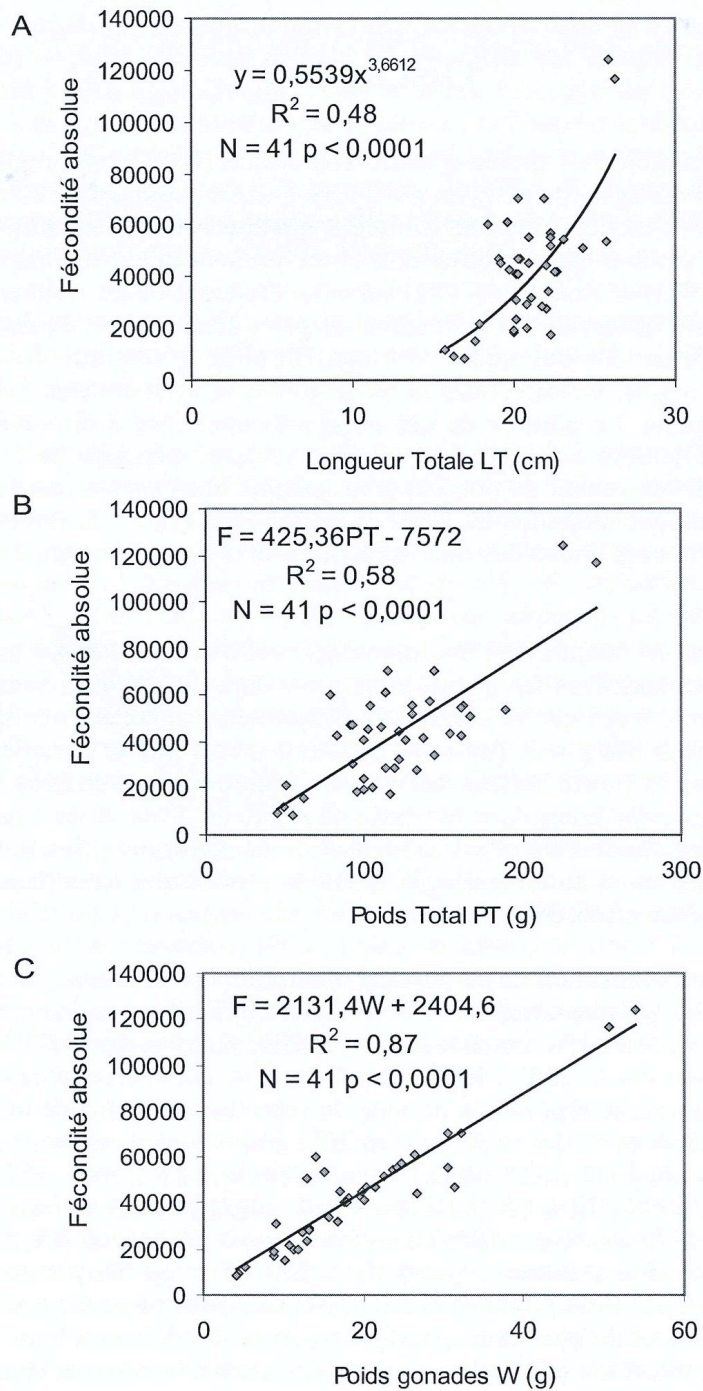 A
Fécondité absolue
140000
120000
100000
80000
60000
40000
20000
0
y = 0,5539x^3,6612
R² = 0,48
N = 41 p < 0,0001
0 10 20 30
Longueur Totale LT (cm)
B
Fécondité absolue
140000
120000
100000
80000
60000
40000
20000
0
F = 425,36PT - 7572
R² = 0,58
N = 41 p < 0,0001
0 100 200 300
Poids Total PT (g)
C
Fécondité absolue
140000
120000
100000
80000
60000
40000
20000
0
F = 2131,4W + 2404,6
R² = 0,87
N = 41 p < 0,0001
0 20 40 60
Poids gonades W (g)